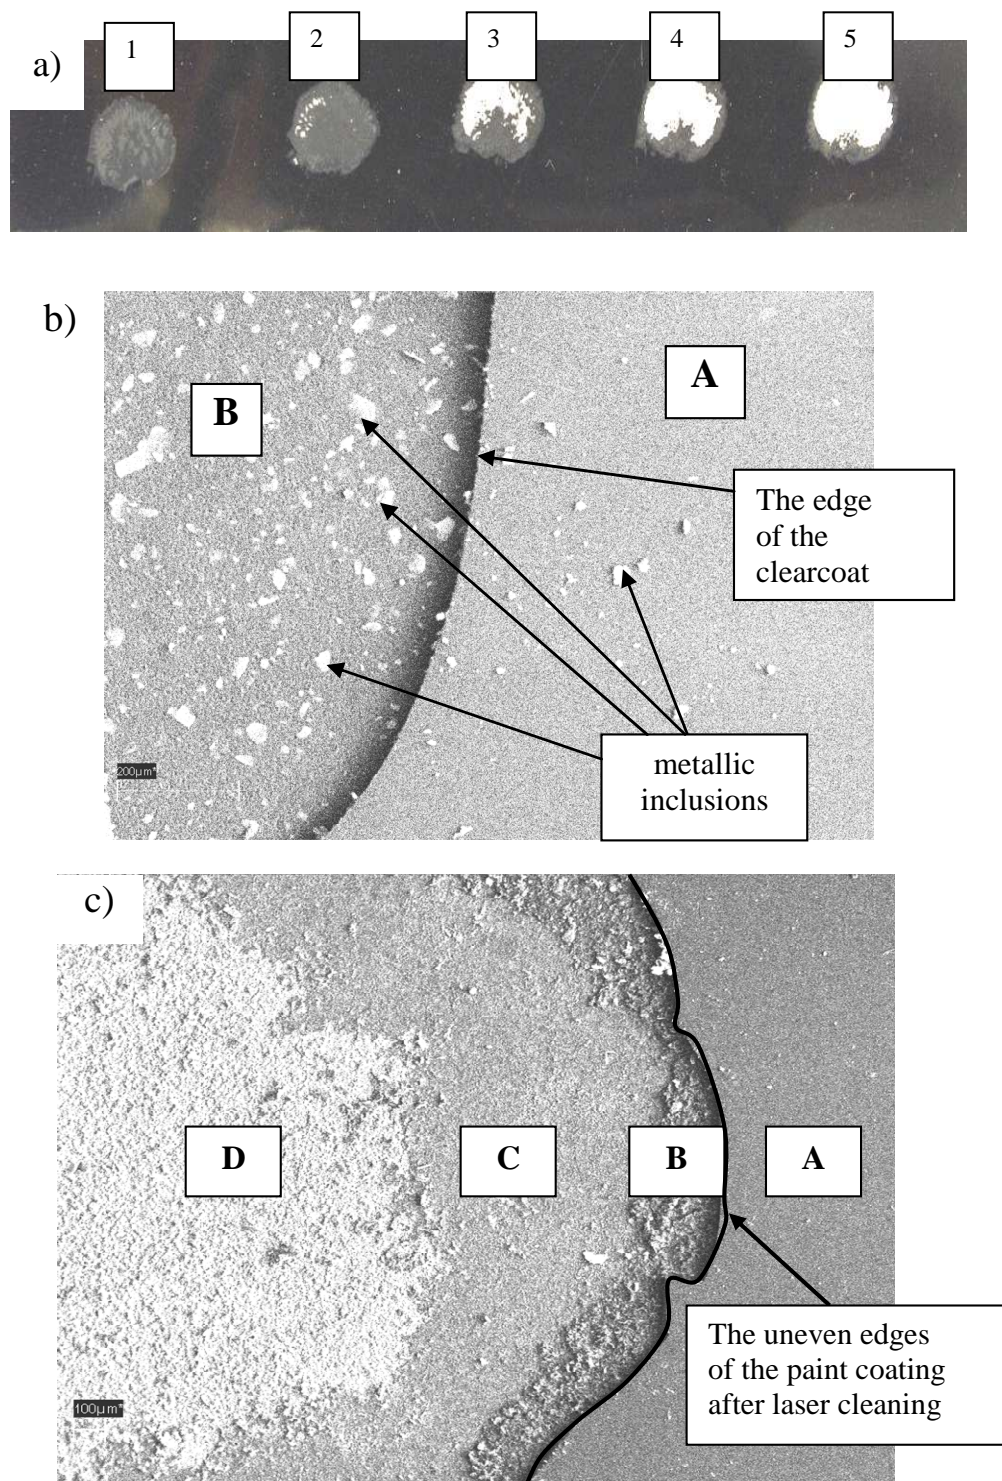 a)
1
2
3
4
5
b)
B
A
The edge
of the
clearcoat
metallic
inclusions
200µm*
c)
D
C
B
A
The uneven edges
of the paint coating
after laser cleaning
100µm*